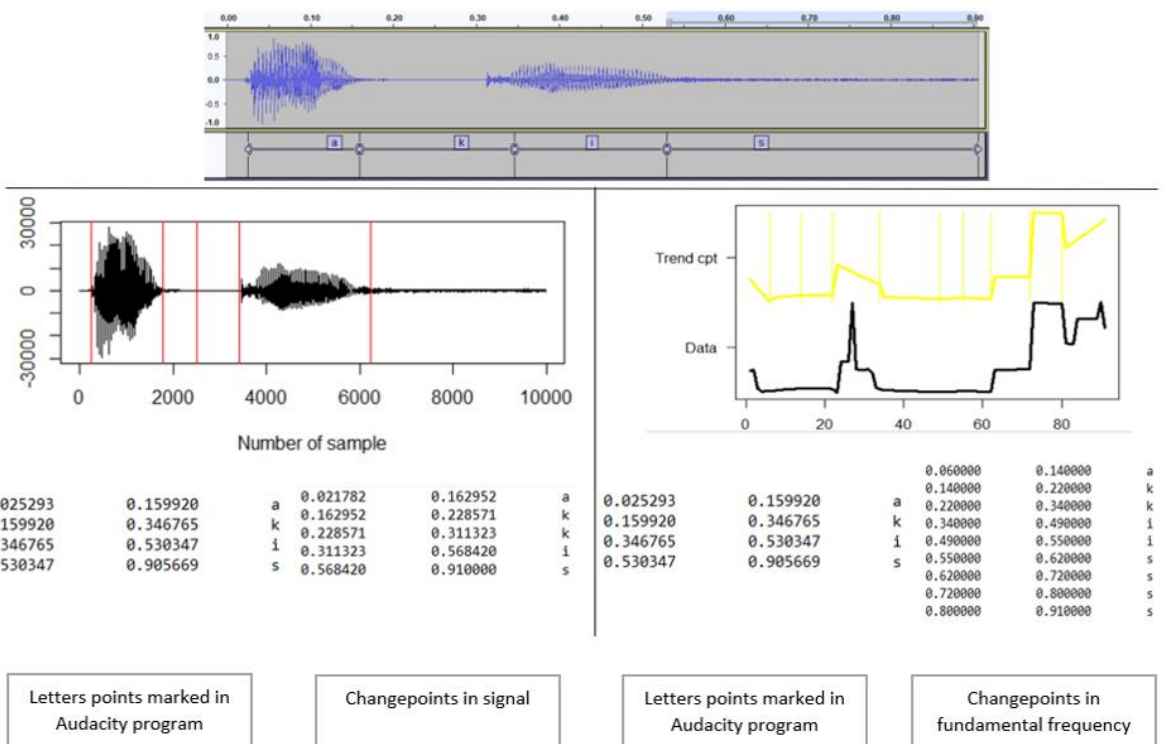 0.00 0.10 0.20 0.30 0.40 0.50 0.60 0.70 0.80 0.90
1.0
0.5
0.0
-0.5
-1.0
a k i s
30000
0
-30000
0 2000 4000 6000 8000 10000
Number of sample
025293 0.159920 a
159920 0.346765 k
346765 0.530347 i
530347 0.905669 s
0.021782 0.162952 a
0.162952 0.228571 k
0.228571 0.311323 k
0.311323 0.568420 i
0.568420 0.910000 s
Trend cpt
Data
0 20 40 60 80
0.025293 0.159920 a
0.159920 0.346765 k
0.346765 0.530347 i
0.530347 0.905669 s
0.060000 0.140000 a
0.140000 0.220000 k
0.220000 0.340000 k
0.340000 0.490000 i
0.490000 0.550000 i
0.550000 0.620000 s
0.620000 0.720000 s
0.720000 0.800000 s
0.800000 0.910000 s
Letters points marked in
Audacity program
Changepoints in signal
Letters points marked in
Audacity program
Changepoints in
fundamental frequency